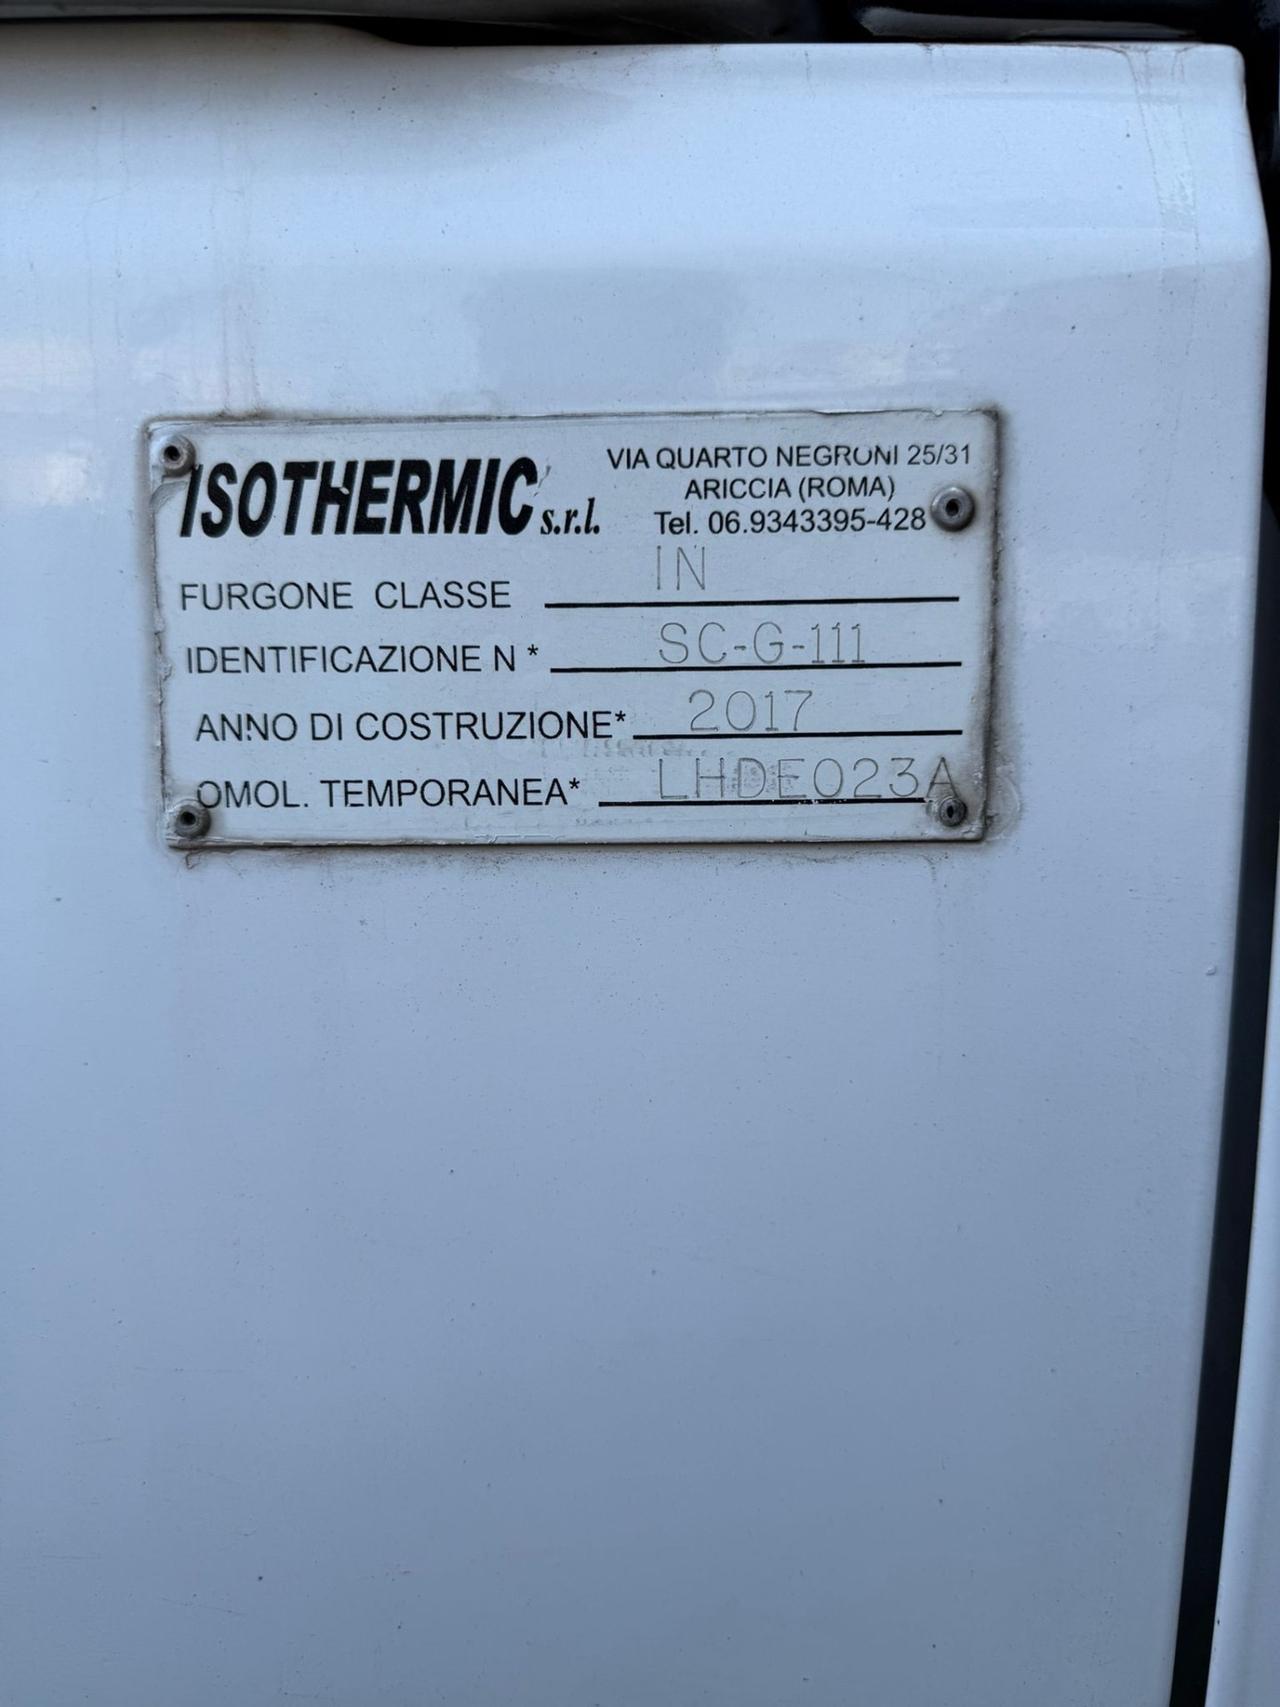 ISOTHERMIC s.r.l.
VIA QUARTO NEGRONI 25/31
ARICCIA (ROMA)
Tel. 06.9343395-428
FURGONE CLASSE IN
IDENTIFICAZIONE N * SC-G-111
ANNO DI COSTRUZIONE* 2017
OMOL. TEMPORANEA* LHDE023A